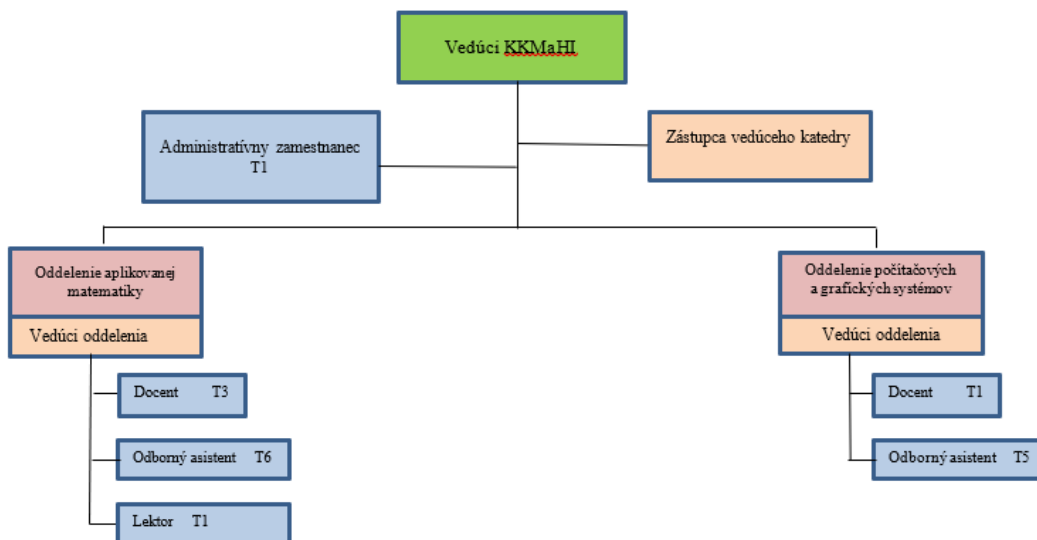 Vedúci KKMaHI
Administratívny zamestnanec
T1
Zástupca vedúceho katedry
Oddelenie aplikovanej
matematiky
Vedúci oddelenia
Docent T3
Odborný asistent T6
Lektor T1
Oddelenie počítačových
a grafických systémov
Vedúci oddelenia
Docent T1
Odborný asistent T5